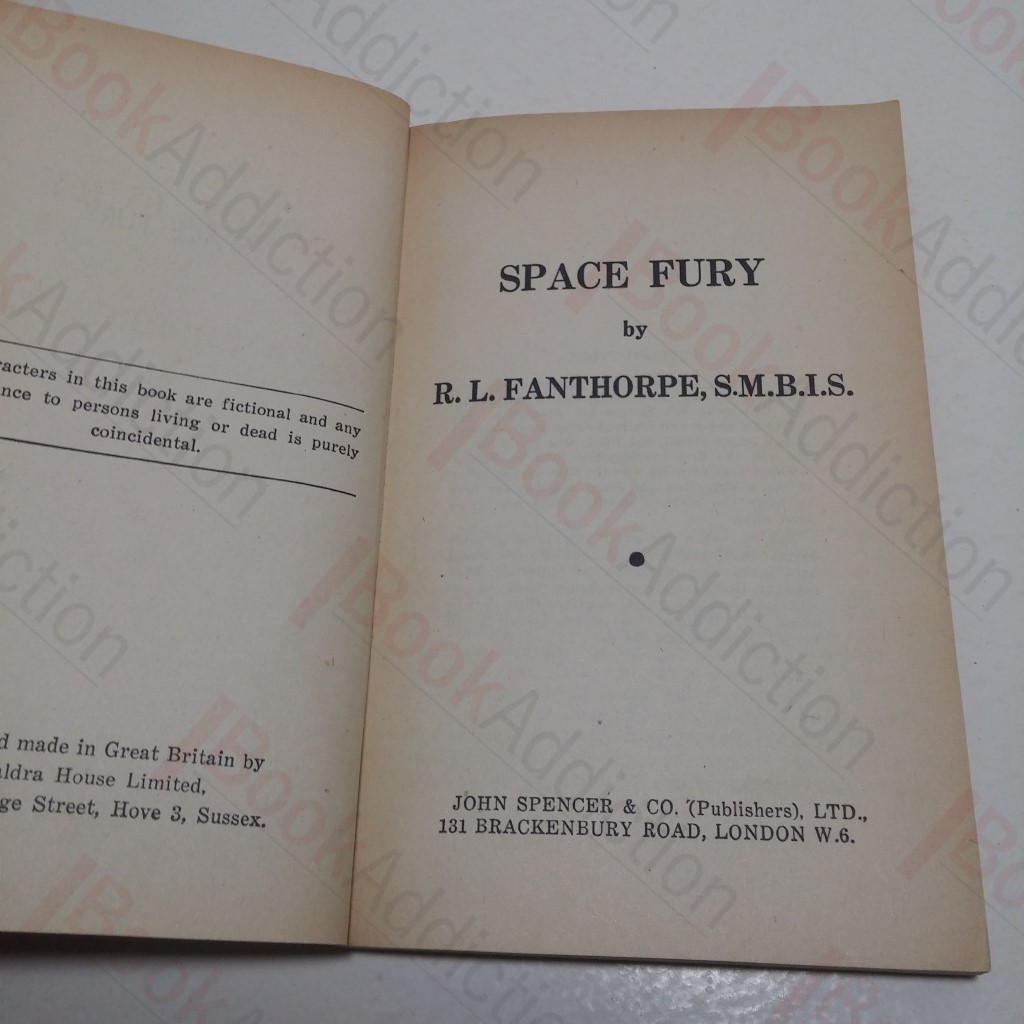 racters in this book are fictional and any
nce to persons living or dead is purely
coincidental.
d made in Great Britain by
ldra House Limited,
ge Street, Hove 3, Sussex.
SPACE FURY
by
R. L. FANTHORPE, S.M.B.I.S.
JOHN SPENCER & CO. (Publishers), LTD.,
131 BRACKENBURY ROAD, LONDON W.6.
BookAddiction